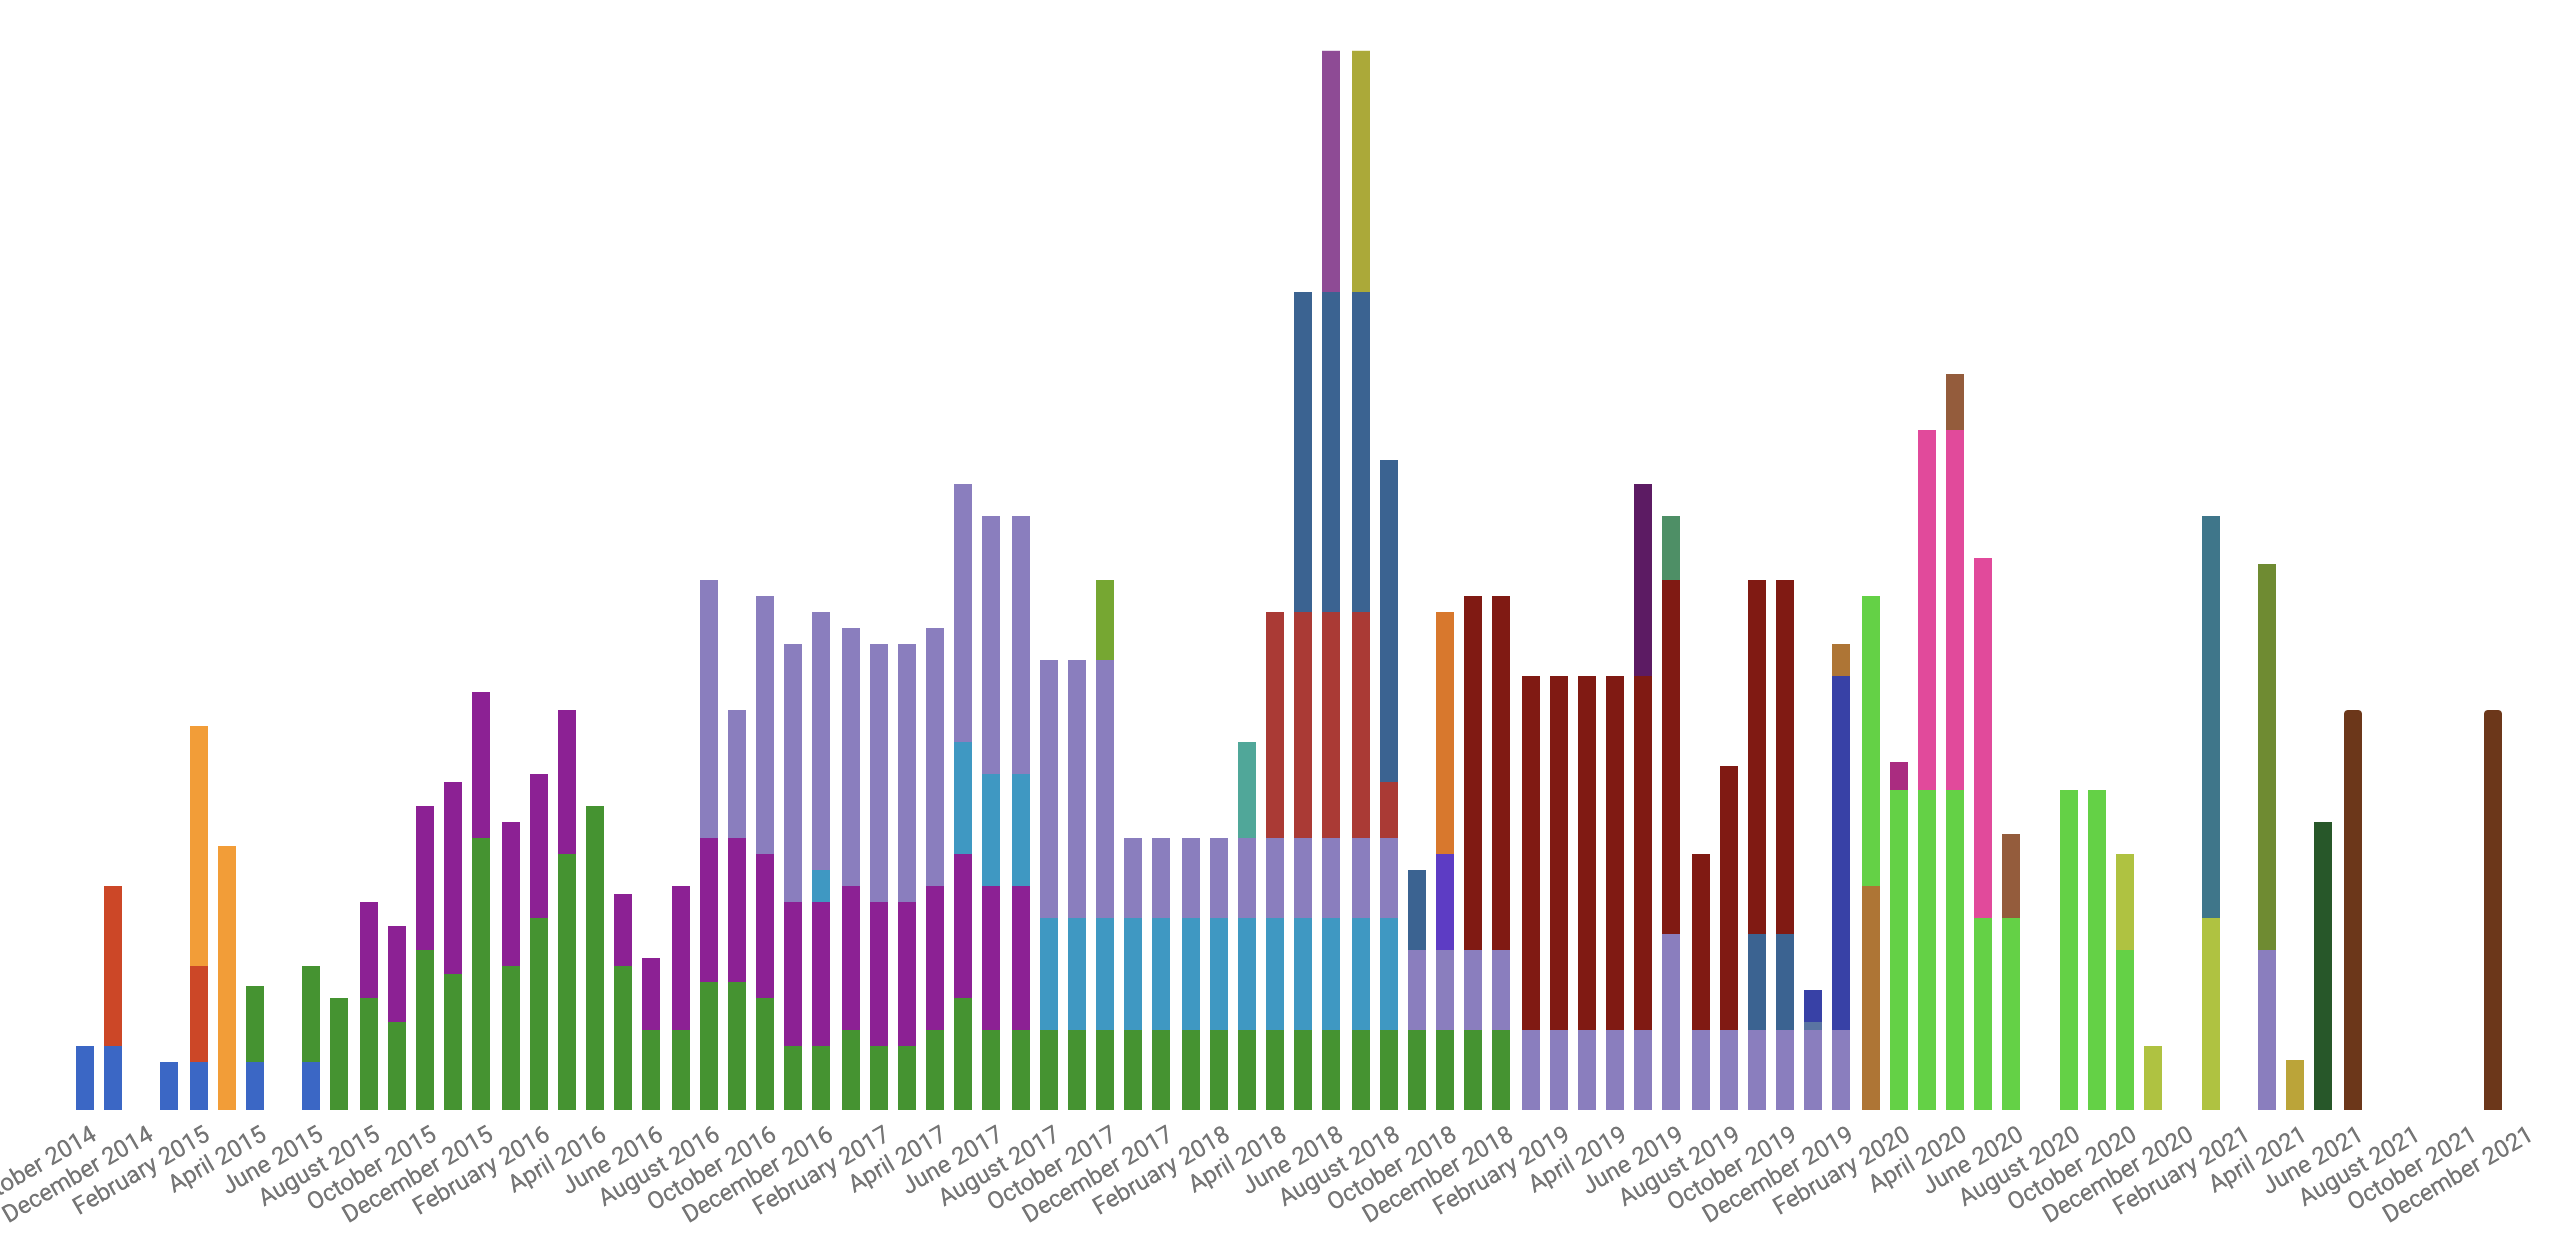 tober 2014
December 2014
February 2015
April 2015
June 2015
August 2015
October 2015
December 2015
February 2016
April 2016
June 2016
August 2016
October 2016
December 2016
February 2017
April 2017
June 2017
August 2017
October 2017
December 2017
February 2018
April 2018
June 2018
August 2018
October 2018
December 2018
February 2019
April 2019
June 2019
August 2019
October 2019
December 2019
February 2020
April 2020
June 2020
August 2020
October 2020
December 2020
February 2021
April 2021
June 2021
August 2021
October 2021
December 2021